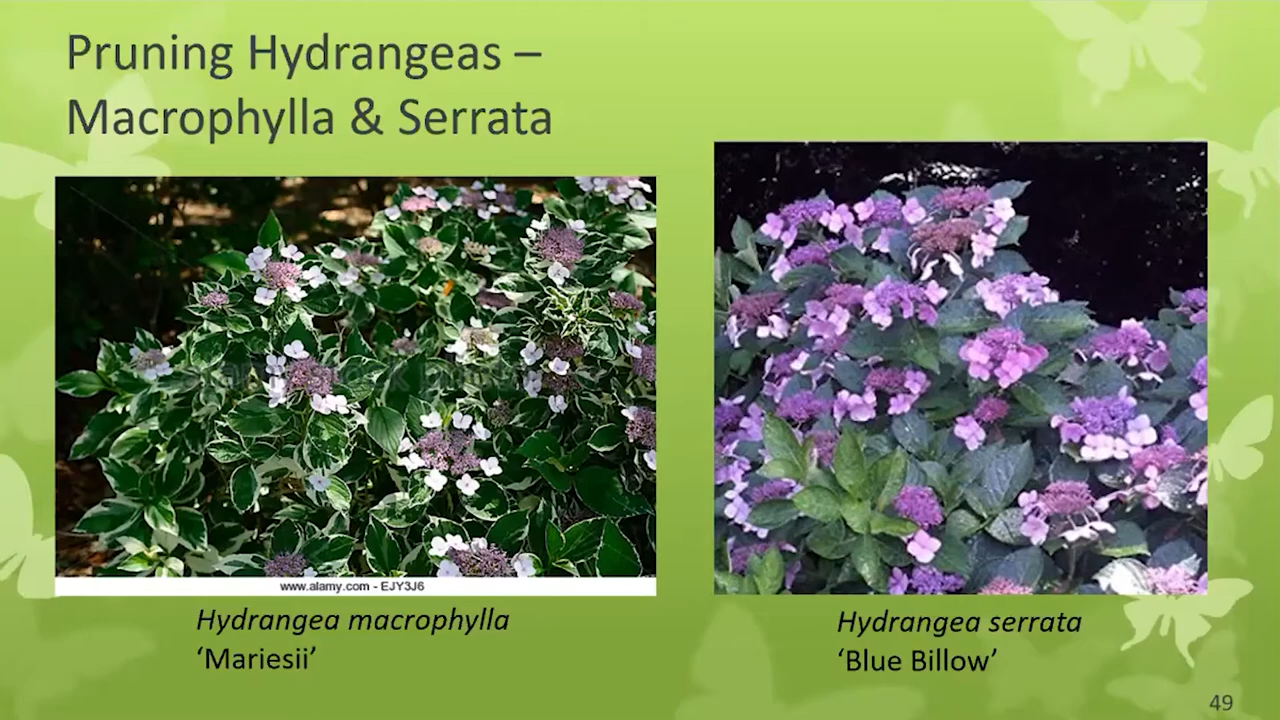 Pruning Hydrangeas –
Macrophylla & Serrata
www.alamy.com - EJY3J6
Hydrangea macrophylla
‘Mariesii’
Hydrangea serrata
‘Blue Billow’
49